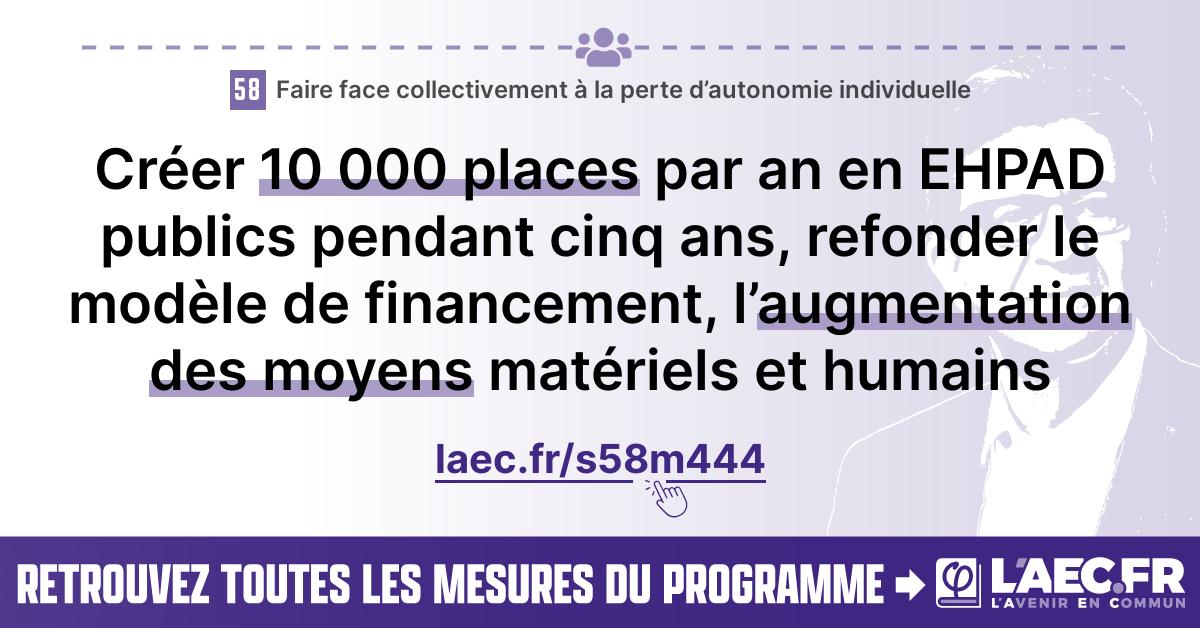 58 Faire face collectivement à la perte d’autonomie individuelle
Créer 10 000 places par an en EHPAD
publics pendant cinq ans, refonder le
modèle de financement, l’augmentation
des moyens matériels et humains
laec.fr/s58m444
RETROUVEZ TOUTES LES MESURES DU PROGRAMME
φ L'AEC.FR
L'AVENIR EN COMMUN